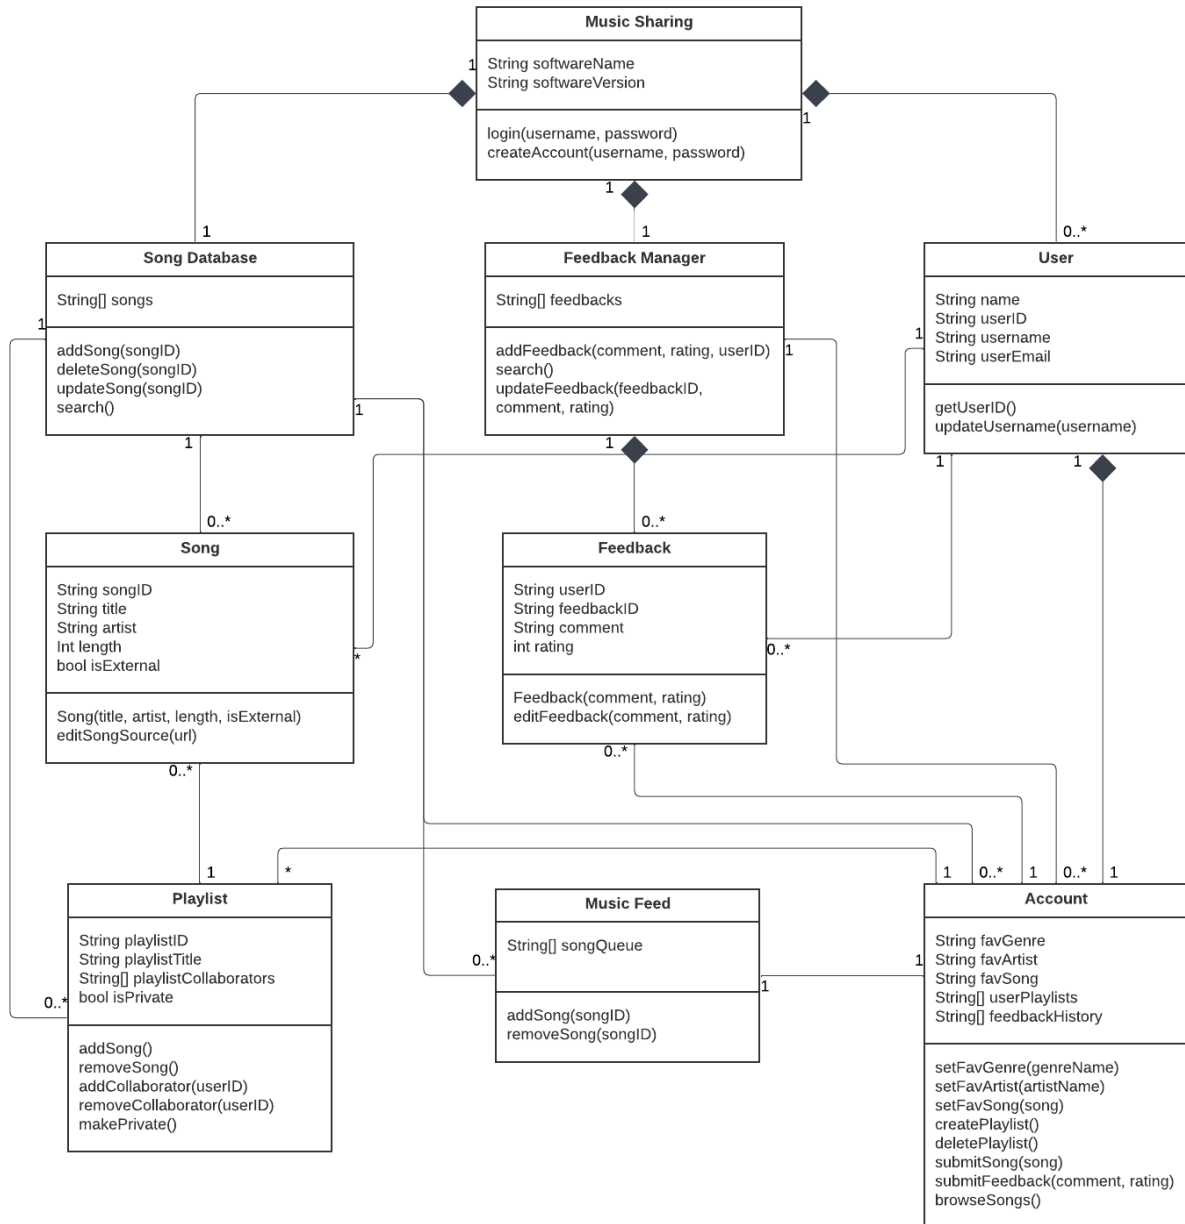 Music Sharing
String softwareName
String softwareVersion
login(username, password)
createAccount(username, password)
1
1
1
1
1
0..*
Song Database
String[] songs
addSong(songID)
deleteSong(songID)
updateSong(songID)
search()
1
1
1
Feedback Manager
String[] feedbacks
addFeedback(comment, rating, userID)
search()
updateFeedback(feedbackID,
comment, rating)
1
1
User
String name
String userID
String username
String userEmail
getUserID()
updateUsername(username)
1
1
1
0..*
Song
String songID
String title
String artist
Int length
bool isExternal
Song(title, artist, length, isExternal)
editSongSource(url)
*
0..*
0..*
Feedback
String userID
String feedbackID
String comment
int rating
Feedback(comment, rating)
editFeedback(comment, rating)
0..*
0..*
1
*
Playlist
String playlistID
String playlistTitle
String[] playlistCollaborators
bool isPrivate
addSong()
removeSong()
addCollaborator(userID)
removeCollaborator(userID)
makePrivate()
0..*
Music Feed
String[] songQueue
addSong(songID)
removeSong(songID)
0..*
1
1
0..*
1
0..*
1
Account
String favGenre
String favArtist
String favSong
String[] userPlaylists
String[] feedbackHistory
setFavGenre(genreName)
setFavArtist(artistName)
setFavSong(song)
createPlaylist()
deletePlaylist()
submitSong(song)
submitFeedback(comment, rating)
browseSongs()
1